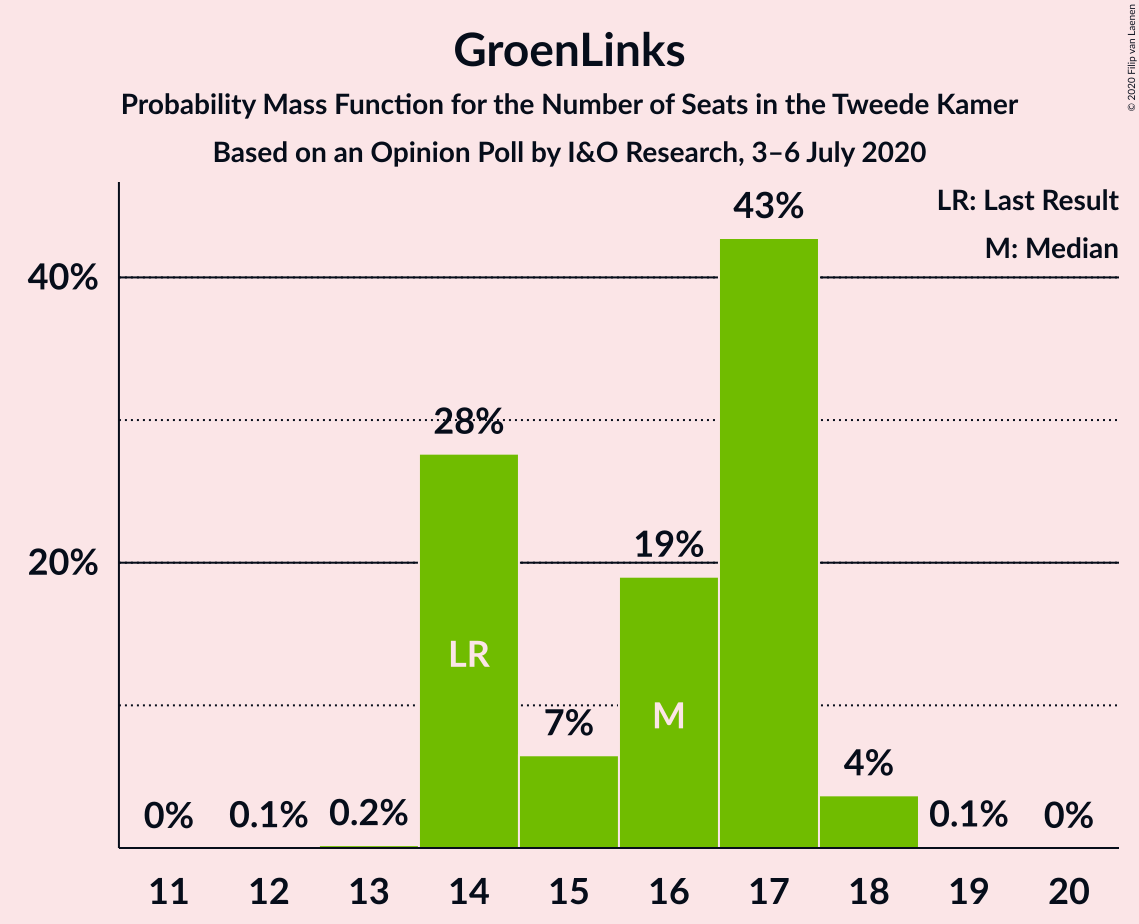 GroenLinks
Probability Mass Function for the Number of Seats in the Tweede Kamer
Based on an Opinion Poll by I&O Research, 3–6 July 2020
© 2020 Filip van Laenen
LR: Last Result
M: Median
43%
40%
28%
19%
20%
LR
M
7%
4%
0%
0.1%
0.2%
0.1%
0%
11 12 13 14 15 16 17 18 19 20